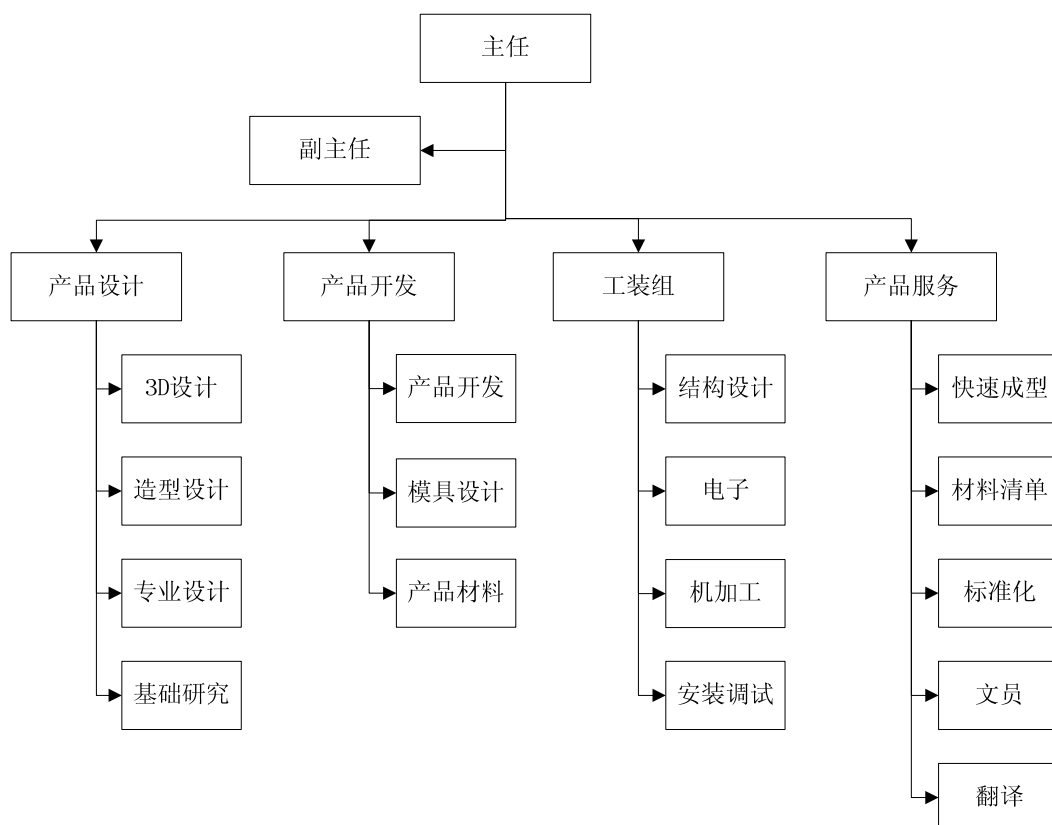 主任
副主任
产品设计
产品开发
工装组
产品服务
3D设计
产品开发
结构设计
快速成型
造型设计
模具设计
电子
材料清单
专业设计
产品材料
机加工
标准化
基础研究
安装调试
文员
翻译